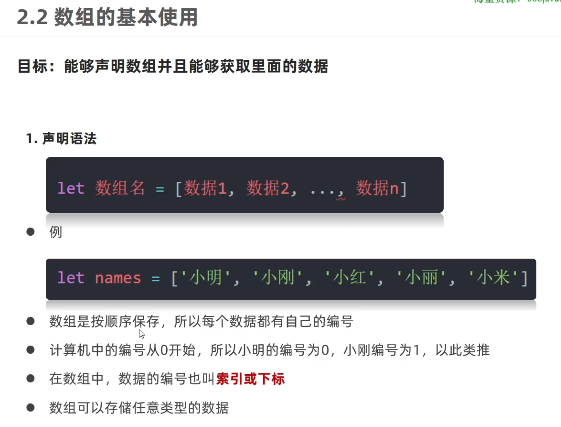 2.2 数组的基本使用
目标：能够声明数组并且能够获取里面的数据
1. 声明语法
let 数组名 = [数据1, 数据2, ..., 数据n]
例
let names = ['小明', '小刚', '小红', '小丽', '小米']
数组是按顺序保存，所以每个数据都有自己的编号
计算机中的编号从0开始，所以小明的编号为0，小刚编号为1，以此类推
在数组中，数据的编号也叫索引或下标
数组可以存储任意类型的数据